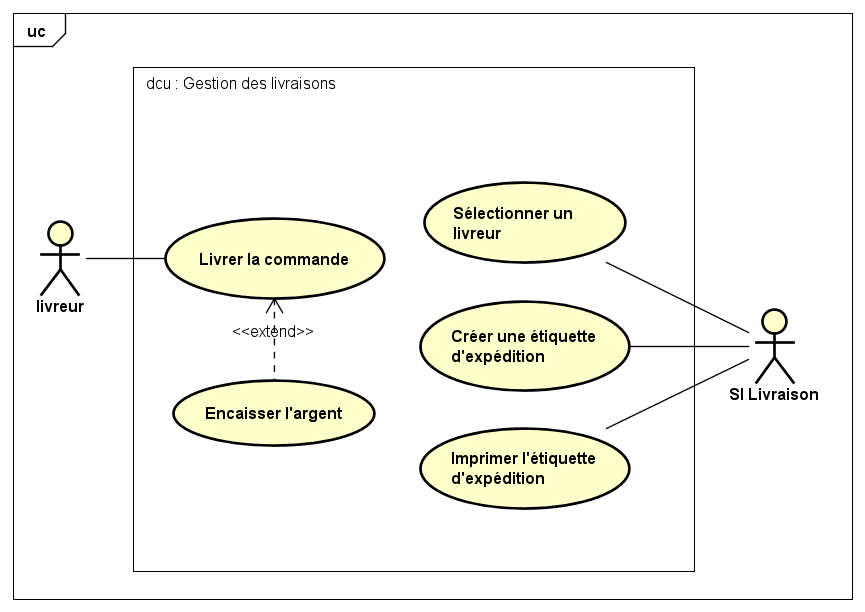 uc
dcu : Gestion des livraisons
Sélectionner un
livreur
Livrer la commande
livreur
<<extend>>
Créer une étiquette
d'expédition
SI Livraison
Encaisser l'argent
Imprimer l'étiquette
d'expédition